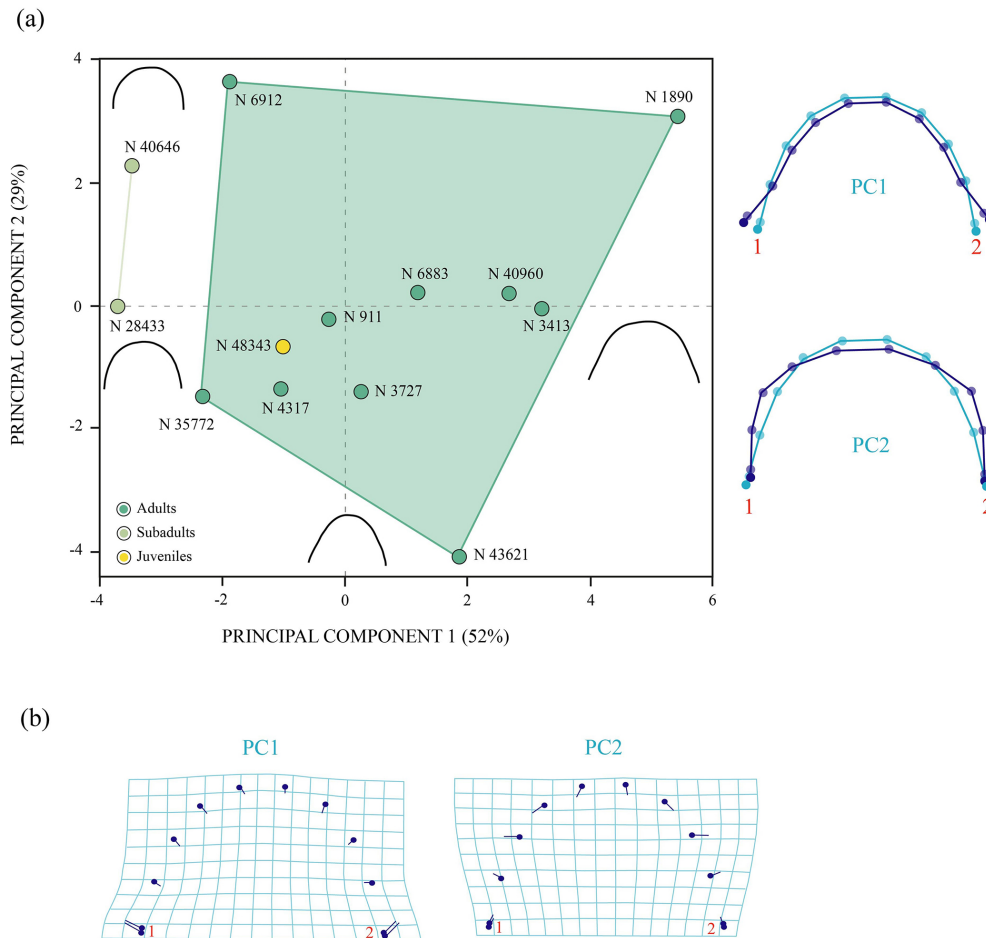 (a)
PRINCIPAL COMPONENT 2 (29%)
4
2
0
-2
-4
N 6912
N 1890
N 40646
N 28433
N 6883
N 40960
N 911
N 3413
N 48343
N 4317
N 3727
N 35772
N 43621
Adults
Subadults
Juveniles
-4
-2
0
2
4
6
PRINCIPAL COMPONENT 1 (52%)
PC1
1
2
PC2
1
2
(b)
PC1
1
2
PC2
1
2